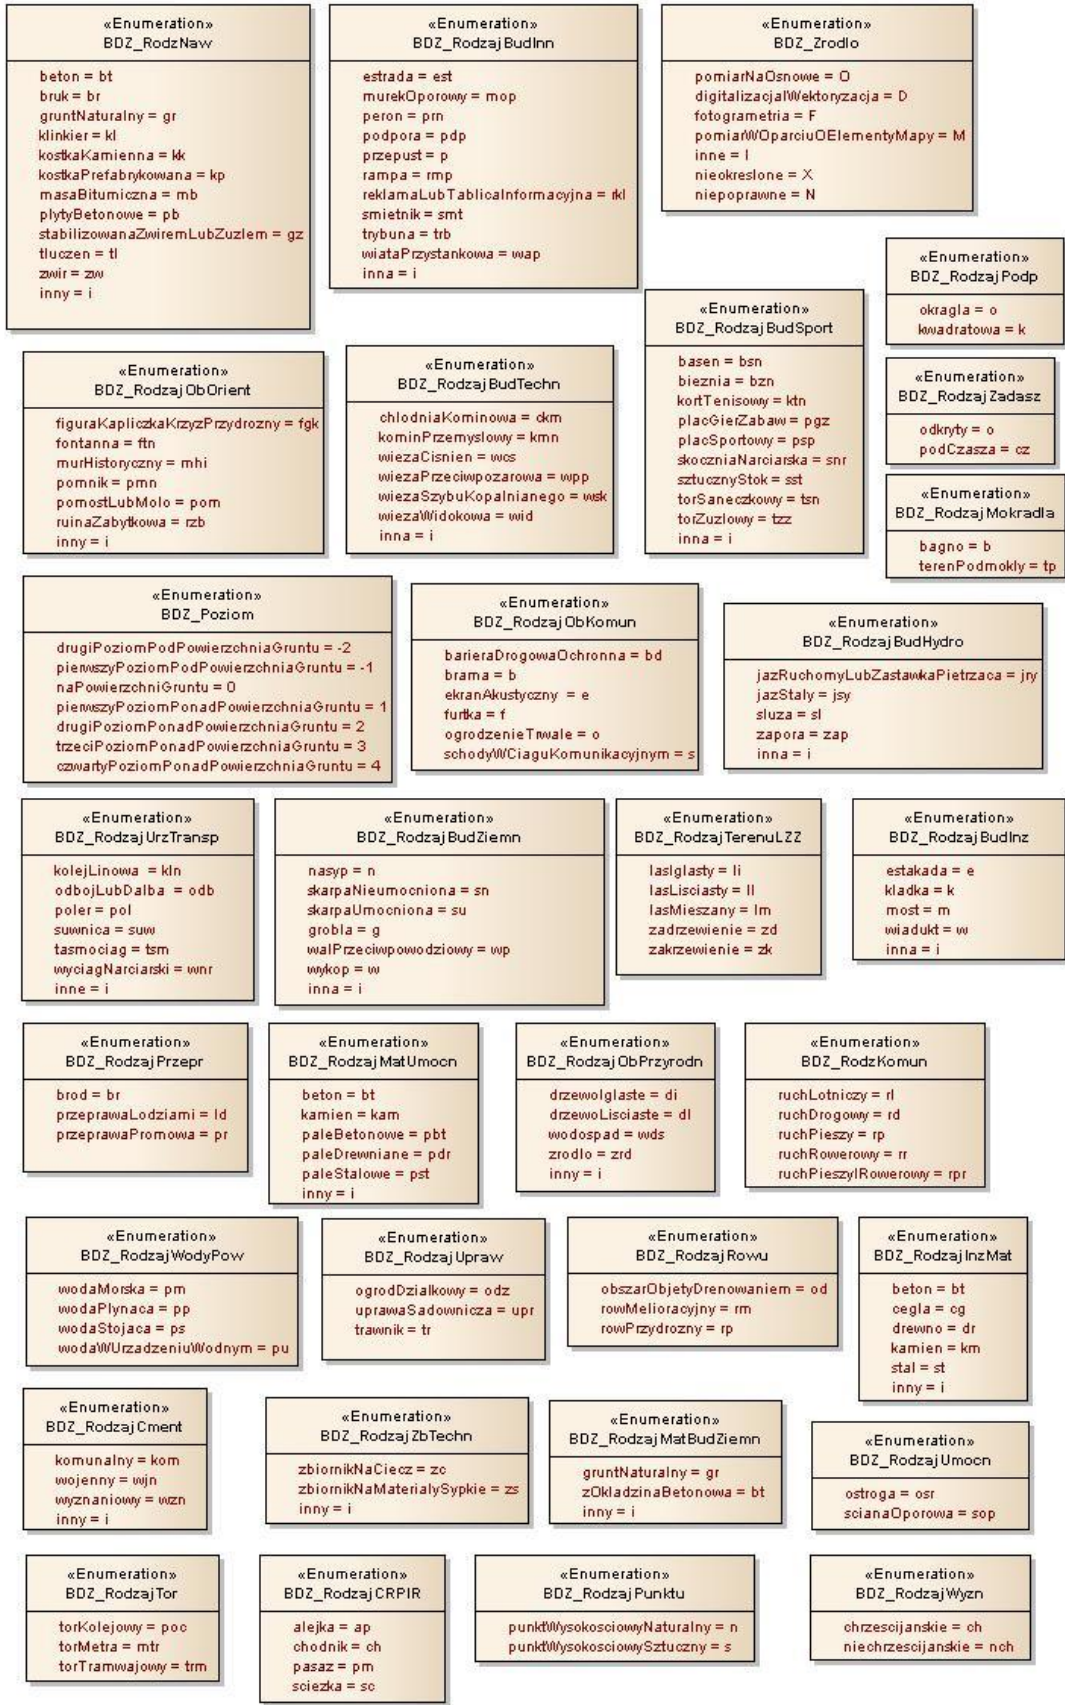 «Enumeration»
BDZ_RodzNaw
beton = bt
bruk = br
gruntNaturalny = gr
klinkier = kl
kostkaKamienna = kk
kostkaPrefabrykowana = kp
masaBitumiczna = mb
plytyBetonowe = pb
stabilizowanaZwiremLubZuzlem = gz
tluczen = tl
zwir = zw
inny = i
«Enumeration»
BDZ_RodzajBudInn
estrada = est
murekOporowy = mop
peron = prn
podpora = pdp
przepust = p
rampa = rmp
reklamaLubTablicaInformacyjna = rkl
smietnik = smt
trybuna = trb
wiataPrzystankowa = wap
inna = i
«Enumeration»
BDZ_Zrodlo
pomiarNaOsnowe = O
digitalizacjaIWektoryzacja = D
fotogrametria = F
pomiarWOparciuOElementyMapy = M
inne = I
nieokreslone = X
niepoprawne = N
«Enumeration»
BDZ_RodzajPodp
okragla = o
kwadratowa = k
«Enumeration»
BDZ_RodzajObOrient
figuraKapliczkaKrzyzPrzydrozny = fgk
fontanna = ftn
murHistoryczny = mhi
pomnik = pmn
pomostLubMolo = pom
ruinaZabytkowa = rzb
inny = i
«Enumeration»
BDZ_RodzajBudTechn
chlodniaKominowa = ckm
kominPrzemyslowy = kmn
wiezaCisnien = wcs
wiezaPrzeciwpozarowa = wpp
wiezaSzybuKopalnianego = wsk
wiezaWidokowa = wid
inna = i
«Enumeration»
BDZ_RodzajBudSport
basen = bsn
bieznia = bzn
kortTenisowy = ktn
placGierZabaw = pgz
placSportowy = psp
skoczniaNarciarska = snr
sztucznyStok = sst
torSaneczkowy = tsn
torZuzlowy = tzz
inna = i
«Enumeration»
BDZ_RodzajZadasz
odkryty = o
podCzasza = cz
«Enumeration»
BDZ_RodzajMokradla
bagno = b
terenPodmokly = tp
«Enumeration»
BDZ_Poziom
drugiPoziomPodPowierzchniaGruntu = -2
pierwszyPoziomPodPowierzchniaGruntu = -1
naPowierzchniGruntu = 0
pierwszyPoziomPonadPowierzchniaGruntu = 1
drugiPoziomPonadPowierzchniaGruntu = 2
trzeciPoziomPonadPowierzchniaGruntu = 3
czwartyPoziomPonadPowierzchniaGruntu = 4
«Enumeration»
BDZ_RodzajObKomun
barieraDrogowaOchronna = bd
brama = b
ekranAkustyczny = e
furtka = f
ogrodzenieTrwale = o
schodyWCiaguKomunikacyjnym = s
«Enumeration»
BDZ_RodzajBudHydro
jazRuchomyLubZastawkaPietrzaca = jry
jazStaly = jsy
sluza = sl
zapora = zap
inna = i
«Enumeration»
BDZ_RodzajUrzTransp
kolejLinowa = kln
odbojLubDalba = odb
poler = pol
suwnica = suw
tasmociag = tsm
wyciagNarciarski = wnr
inne = i
«Enumeration»
BDZ_RodzajBudZiemn
nasyp = n
skarpaNieumocniona = sn
skarpaUmocniona = su
grobla = g
walPrzeciwpowodziowy = wp
wykop = w
inna = i
«Enumeration»
BDZ_RodzajTerenuLZZ
lasIglasty = li
lasLisciasty = ll
lasMieszany = lm
zadrzewienie = zd
zakrzewienie = zk
«Enumeration»
BDZ_RodzajBudInz
estakada = e
kladka = k
most = m
wiadukt = w
inna = i
«Enumeration»
BDZ_RodzajPrzepr
brod = br
przeprawaLodziami = ld
przeprawaPromowa = pr
«Enumeration»
BDZ_RodzajMatUmocn
beton = bt
kamien = kam
paleBetonowe = pbt
paleDrewniane = pdr
paleStalowe = pst
inny = i
«Enumeration»
BDZ_RodzajObPrzyrodn
drzewoIglaste = di
drzewoLisciaste = dl
wodospad = wds
zrodlo = zrd
inny = i
«Enumeration»
BDZ_RodzKomun
ruchLotniczy = rl
ruchDrogowy = rd
ruchPieszy = rp
ruchRowerowy = rr
ruchPieszyIRowerowy = rpr
«Enumeration»
BDZ_RodzajWodyPow
wodaMorska = pm
wodaPlynaca = pp
wodaStojaca = ps
wodaWUrzadzeniuWodnym = pu
«Enumeration»
BDZ_RodzajUpraw
ogrodDzialkowy = odz
uprawaSadownicza = upr
trawnik = tr
«Enumeration»
BDZ_RodzajRowu
obszarObjetyDrenowaniem = od
rowMelioracyjny = rm
rowPrzydrozny = rp
«Enumeration»
BDZ_RodzajInzMat
beton = bt
cegla = cg
drewno = dr
kamien = km
stal = st
inny = i
«Enumeration»
BDZ_RodzajCment
komunalny = kom
wojenny = wjn
wyznaniowy = wzn
inny = i
«Enumeration»
BDZ_RodzajZbTechn
zbiornikNaCiecz = zc
zbiornikNaMaterialySypkie = zs
inny = i
«Enumeration»
BDZ_RodzajMatBudZiemn
gruntNaturalny = gr
zOkladzinaBetonowa = bt
inny = i
«Enumeration»
BDZ_RodzajUmocn
ostroga = osr
scianaOporowa = sop
«Enumeration»
BDZ_RodzajTor
torKolejowy = poc
torMetra = mtr
torTramwajowy = trm
«Enumeration»
BDZ_RodzajCRPIR
alejka = ap
chodnik = ch
pasaz = pm
sciezka = sc
«Enumeration»
BDZ_RodzajPunktu
punktWysokosciowyNaturalny = n
punktWysokosciowySztuczny = s
«Enumeration»
BDZ_RodzajWyzn
chrzescijanskie = ch
niechrzescijanskie = nch